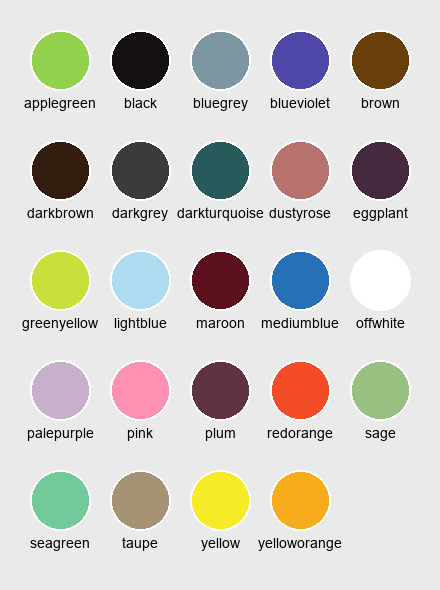 applegreen black bluegrey blueviolet brown
darkbrown darkgrey darkturquoise dustyrose eggplant
greenyellow lightblue maroon mediumblue offwhite
palepurple pink plum redorange sage
seagreen taupe yellow yelloworange